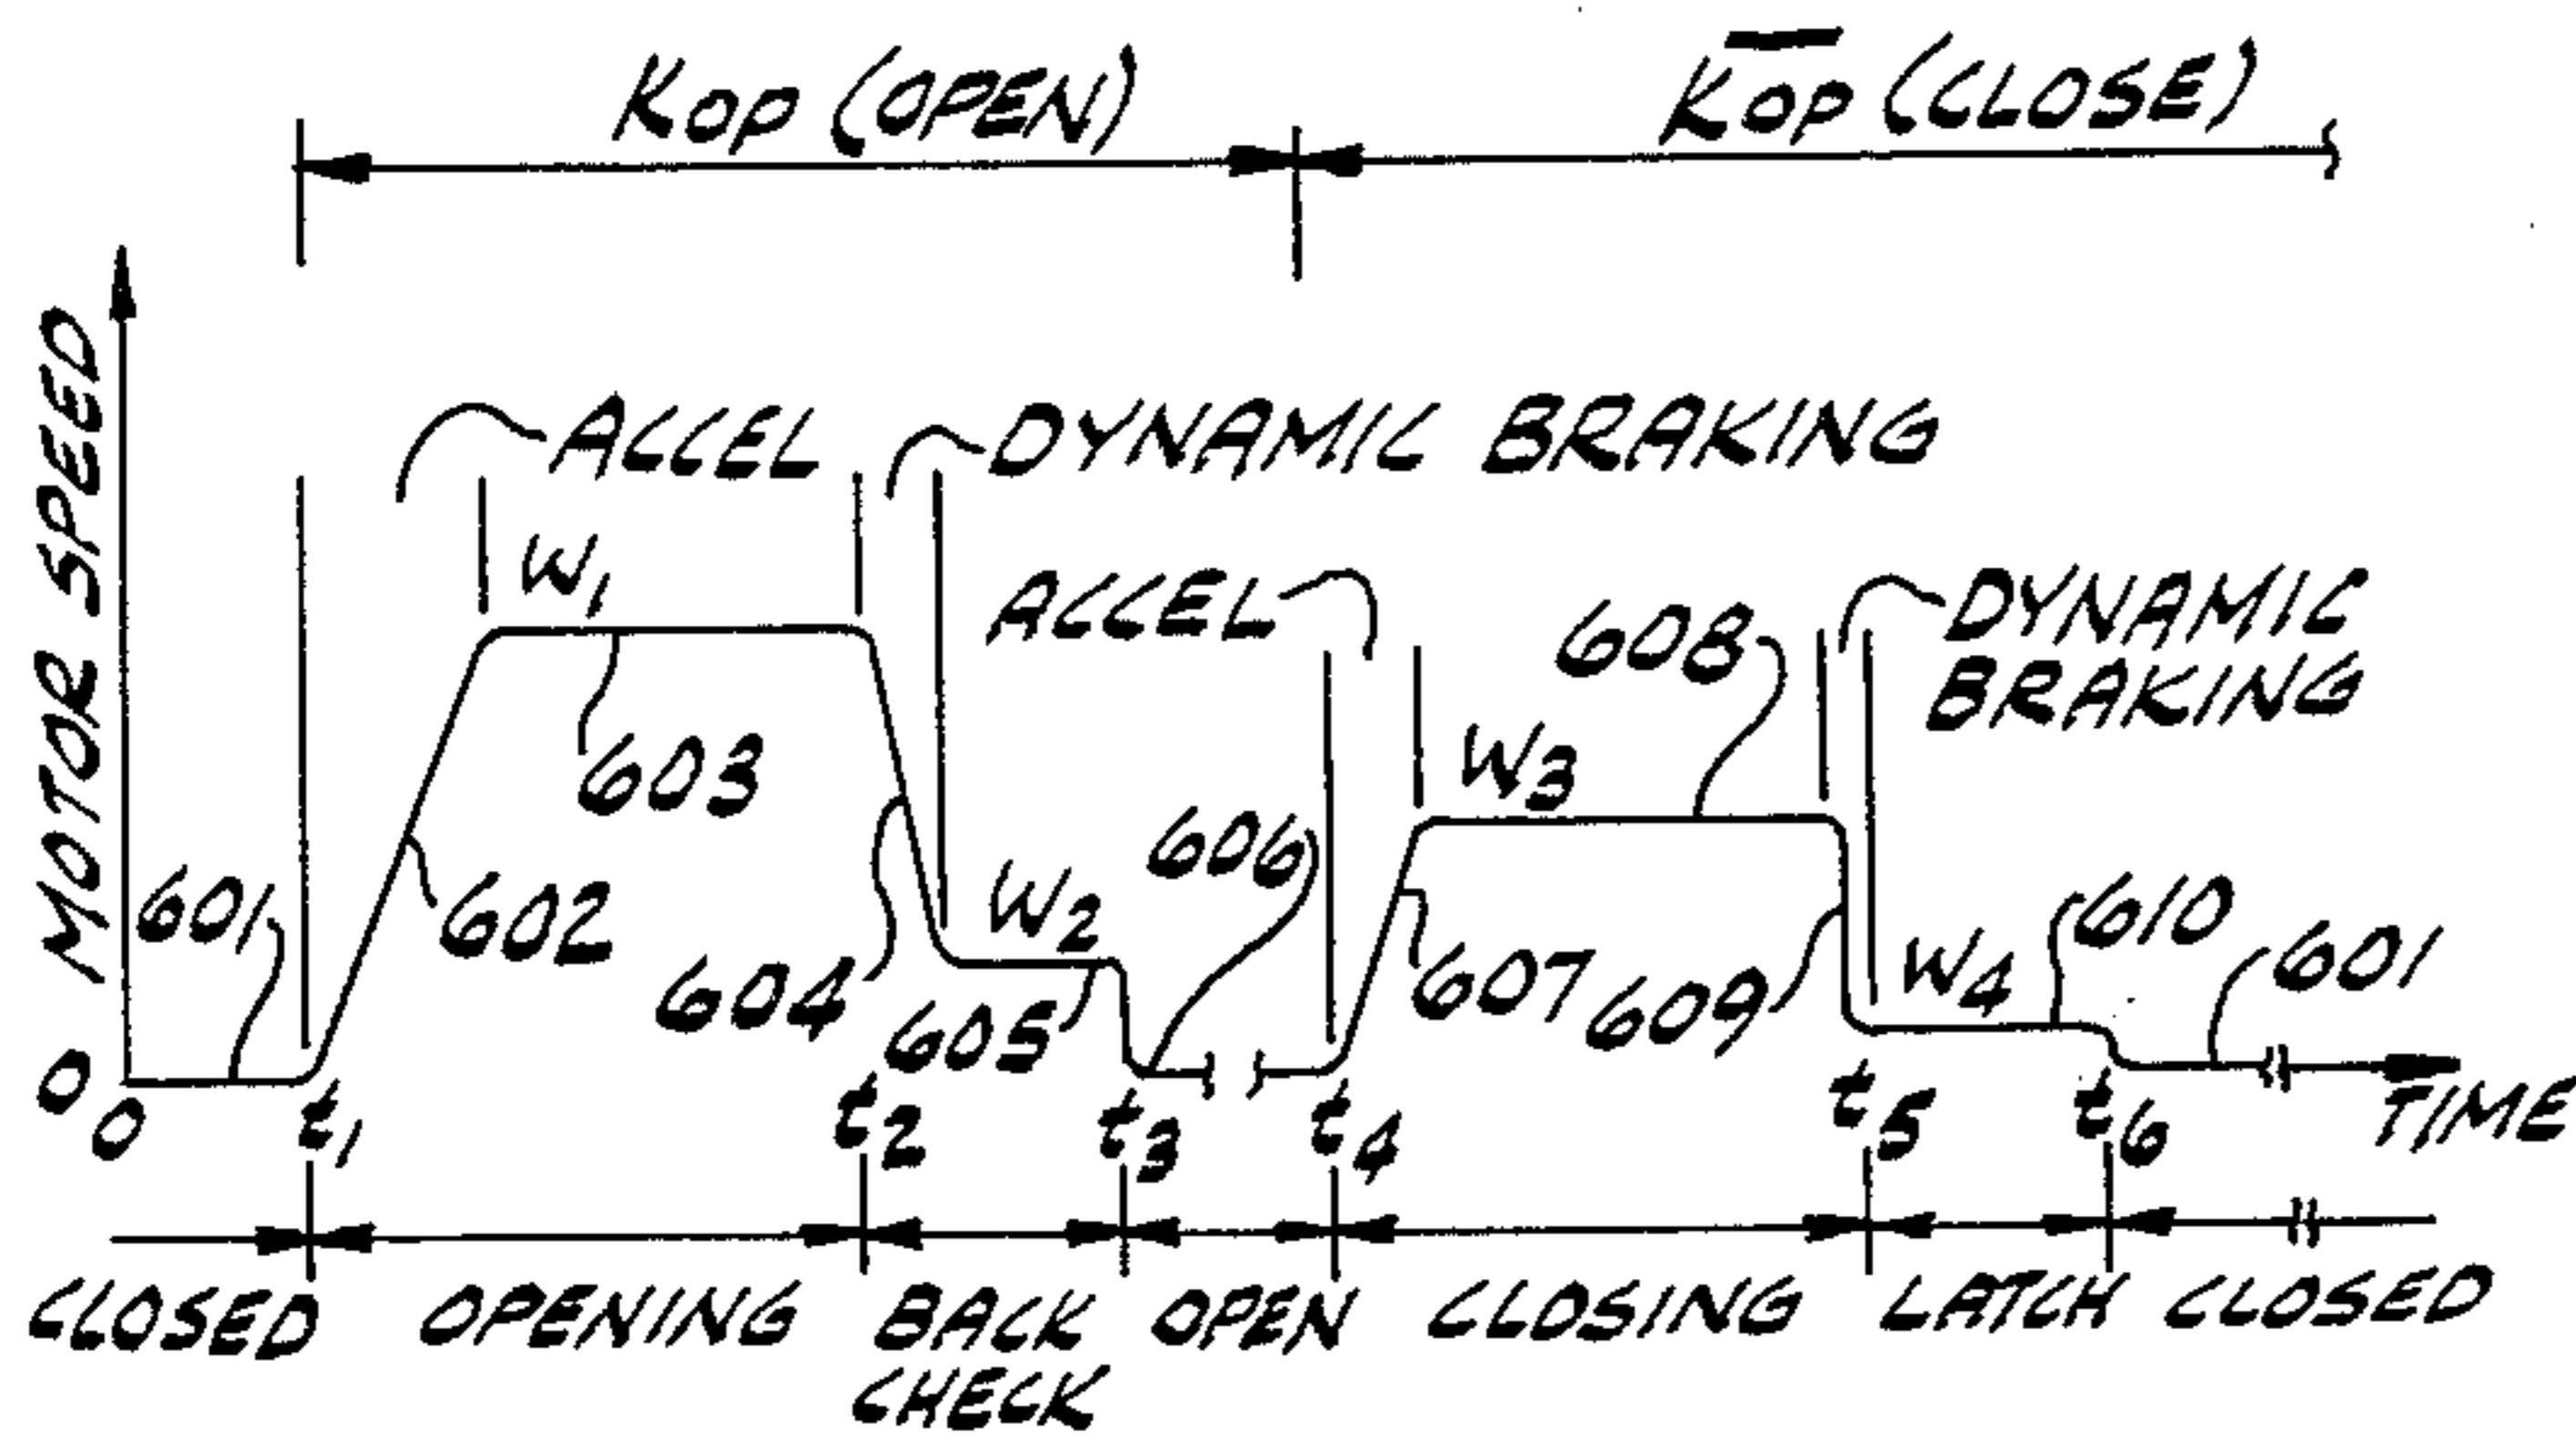 KOP (OPEN)
K̅O̅P̅ (CLOSE)
MOTOR SPEED
ACCEL
DYNAMIC BRAKING
W1
ACCEL
608
DYNAMIC
BRAKING
603
W3
606
601
602
W2
604
605
607
609
W4
610
601
0
0
t1
t2
t3
t4
t5
t6
TIME
CLOSED
OPENING
BACK
CHECK
OPEN
CLOSING
LATCH
CLOSED